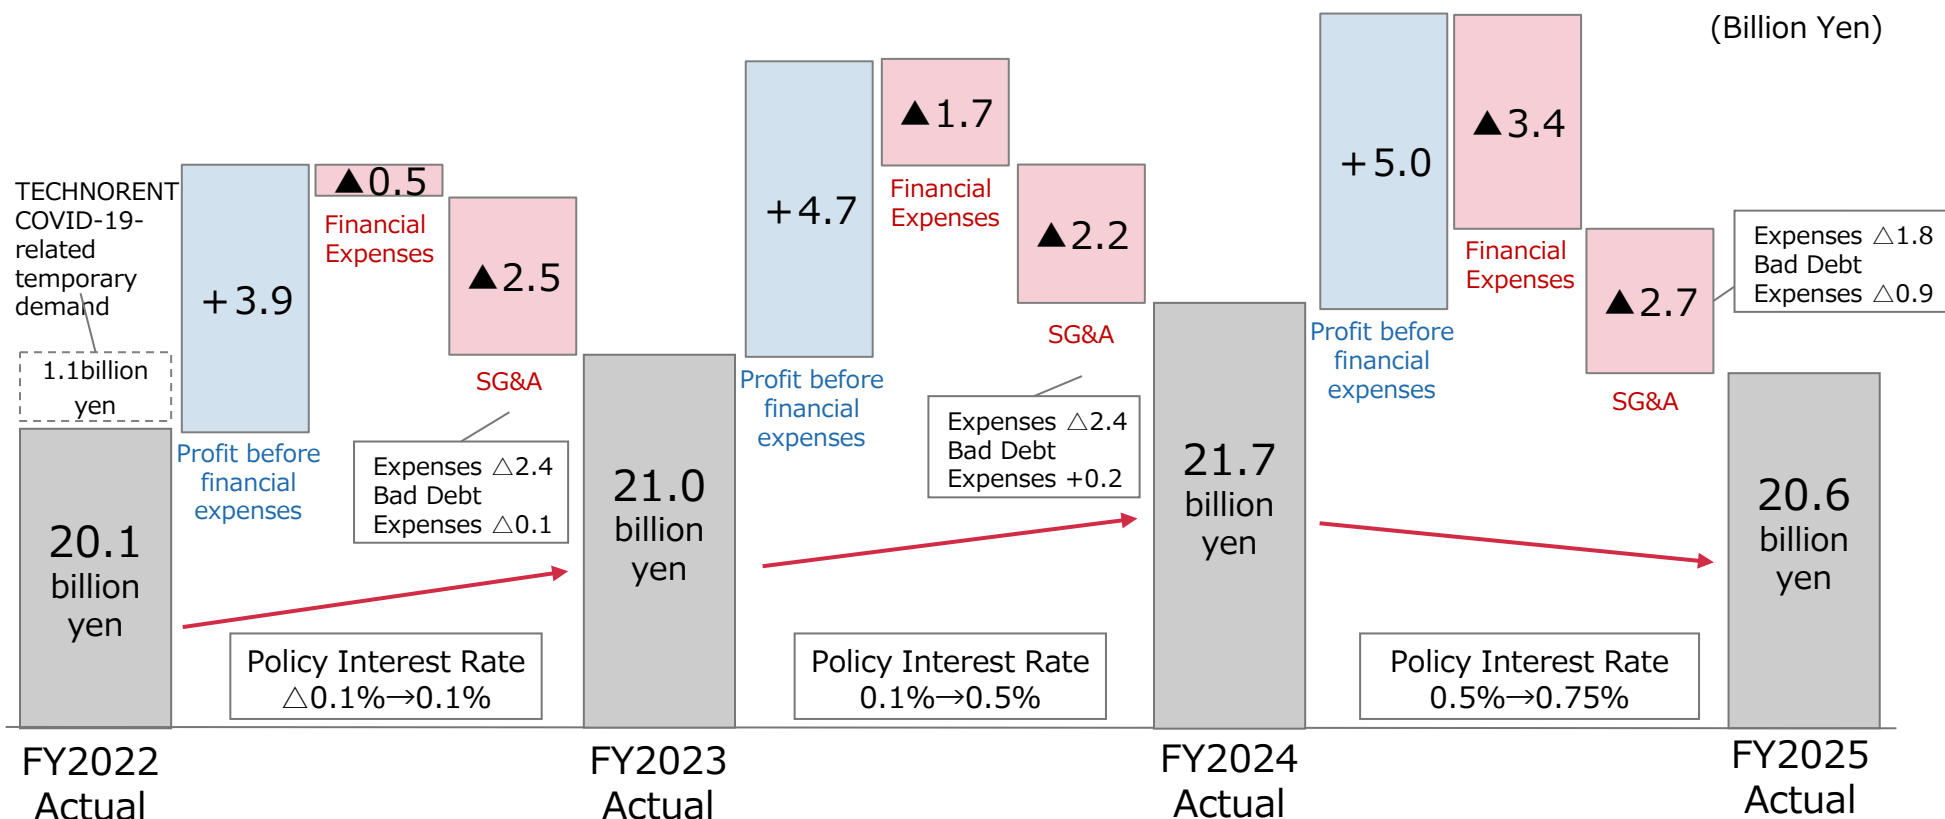 (Billion Yen)
TECHNORENT
COVID-19-
related
temporary
demand
1.1billion
yen
20.1
billion
yen
+3.9
Profit before
financial
expenses
▲0.5
Financial
Expenses
▲2.5
SG&A
Expenses △2.4
Bad Debt
Expenses △0.1
Policy Interest Rate
△0.1%→0.1%
21.0
billion
yen
+4.7
Profit before
financial
expenses
▲1.7
Financial
Expenses
▲2.2
SG&A
Expenses △2.4
Bad Debt
Expenses +0.2
Policy Interest Rate
0.1%→0.5%
21.7
billion
yen
+5.0
Profit before
financial
expenses
▲3.4
Financial
Expenses
▲2.7
SG&A
Expenses △1.8
Bad Debt
Expenses △0.9
Policy Interest Rate
0.5%→0.75%
20.6
billion
yen
FY2022
Actual
FY2023
Actual
FY2024
Actual
FY2025
Actual